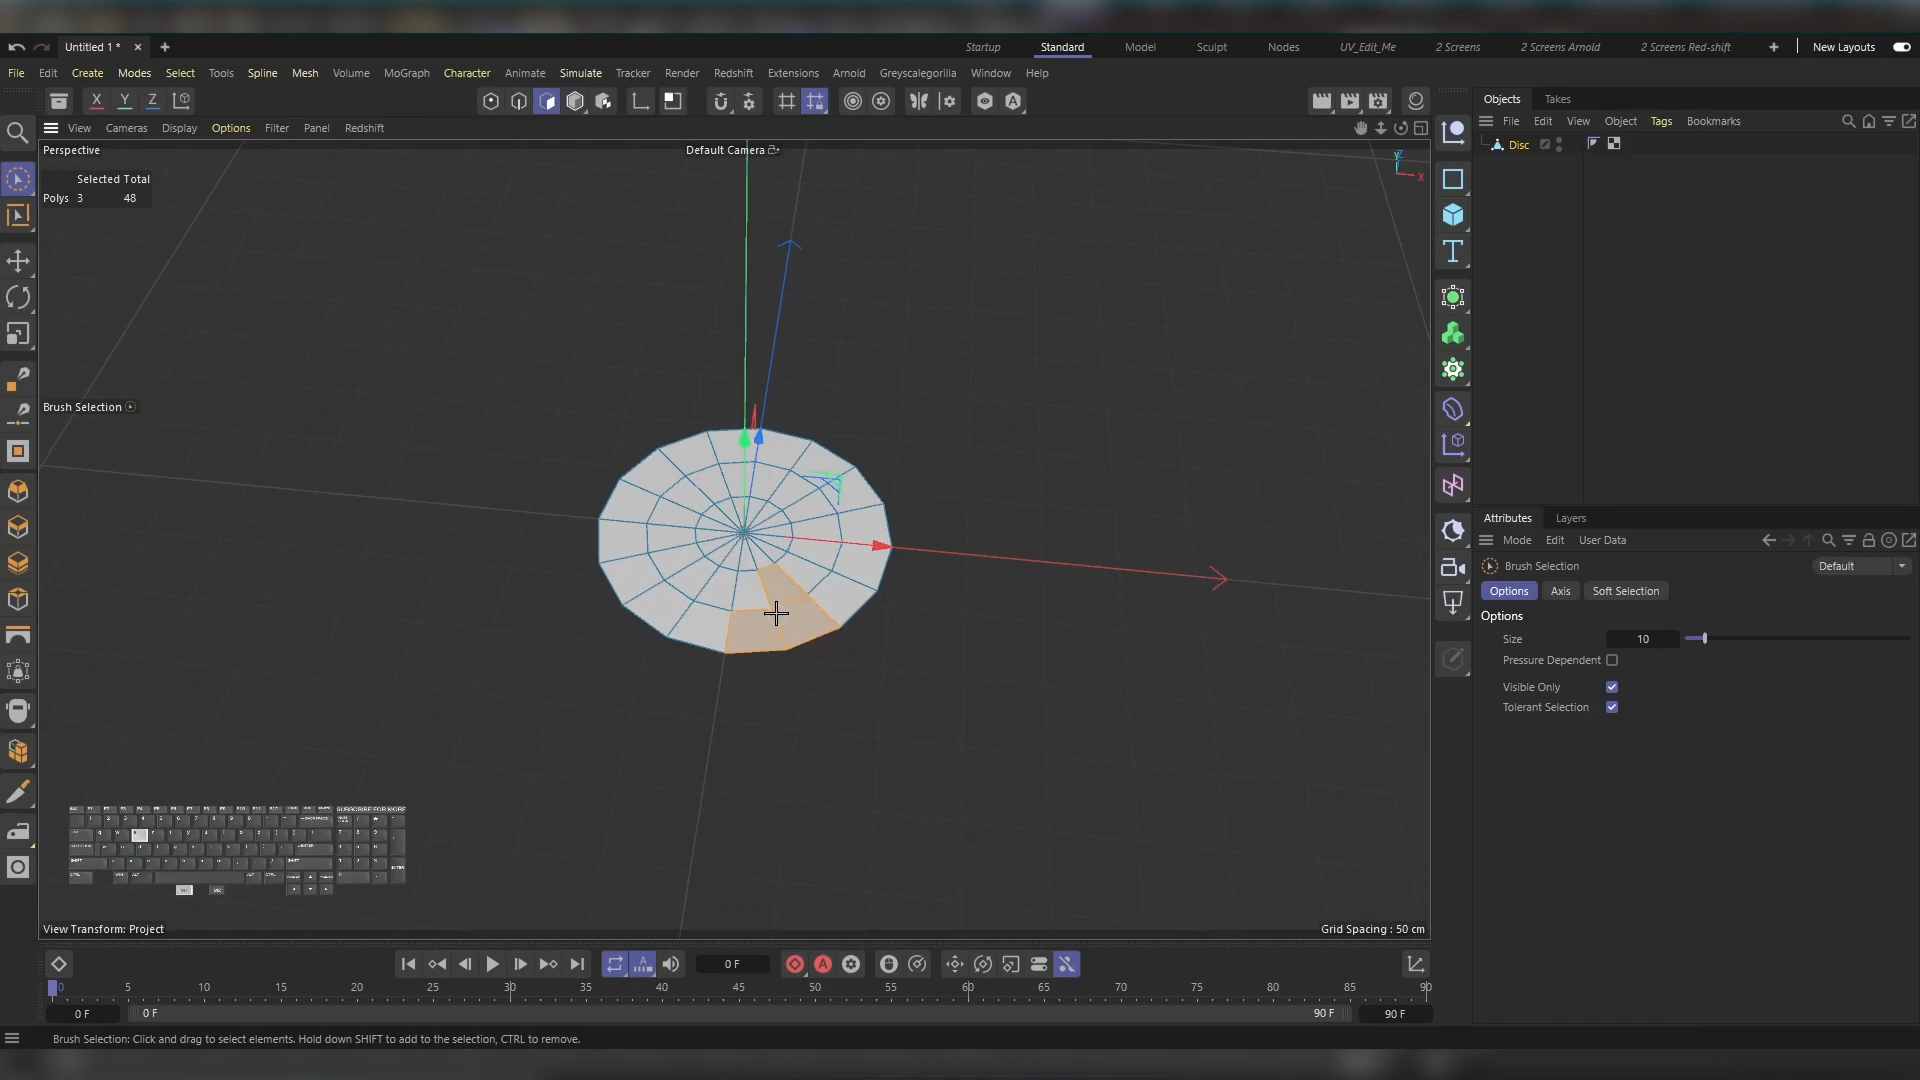 Untitled 1 *
Startup Standard Model Sculpt Nodes UV_Edit_Me 2 Screens 2 Screens Arnold 2 Screens Red-shift New Layouts
File Edit Create Modes Select Tools Spline Mesh Volume MoGraph Character Animate Simulate Tracker Render Redshift Extensions Arnold Greyscalegorilla Window Help
X Y Z
Objects Takes
View Cameras Display Options Filter Panel Redshift
File Edit View Object Tags Bookmarks
Perspective
Default Camera
Disc
Selected Total
Polys 3 48
Y
Z
X
Brush Selection
Attributes Layers
Mode Edit User Data
Brush Selection
Default
Options Axis Soft Selection
Options
Size 10
Pressure Dependent
Visible Only
Tolerant Selection
SUBSCRIBE FOR MORE
View Transform: Project
Grid Spacing : 50 cm
0 F
0 5 10 15 20 25 30 35 40 45 50 55 60 65 70 75 80 85 90
0 F 0 F 90 F 90 F
Brush Selection: Click and drag to select elements. Hold down SHIFT to add to the selection, CTRL to remove.